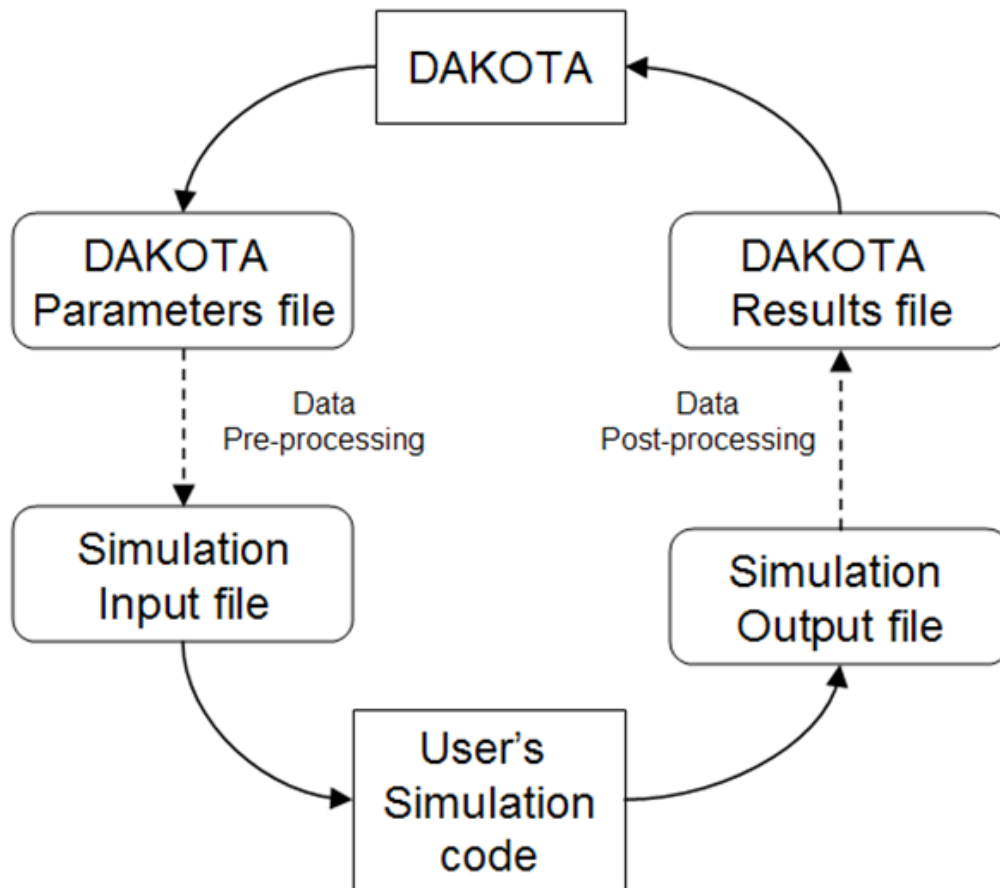 DAKOTA
DAKOTA
Parameters file
DAKOTA
Results file
Data
Pre-processing
Data
Post-processing
Simulation
Input file
Simulation
Output file
User’s
Simulation
code